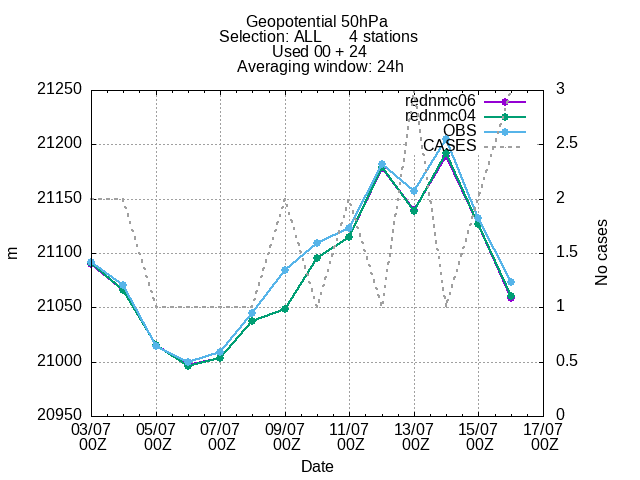 Geopotential 50hPa
Selection: ALL 4 stations
Used 00 + 24
Averaging window: 24h
21250
21200
21150
21100
21050
21000
20950
m
3
2.5
2
1.5
1
0.5
0
No cases
rednmc06
rednmc04
OBS
CASES
03/07 05/07 07/07 09/07 11/07 13/07 15/07 17/07
00Z 00Z 00Z 00Z 00Z 00Z 00Z 00Z
Date